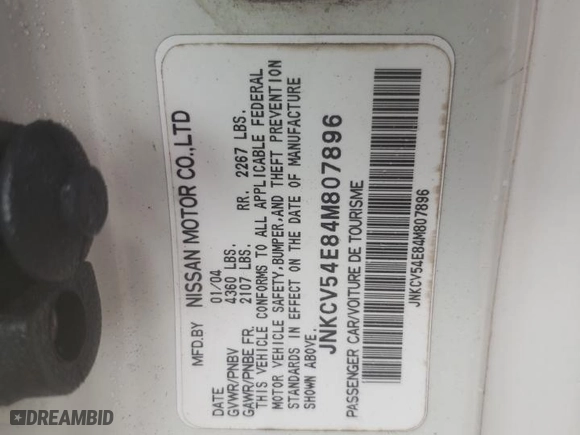 MFD.BY NISSAN MOTOR CO.,LTD
DATE 01/04
GVWR/PNBV 4360 LBS.
GAWR/PNBE FR. 2107 LBS. RR. 2267 LBS.
THIS VEHICLE CONFORMS TO ALL APPLICABLE FEDERAL
MOTOR VEHICLE SAFETY,BUMPER,AND THEFT PREVENTION
STANDARDS IN EFFECT ON THE DATE OF MANUFACTURE
SHOWN ABOVE.
JNKCV54E84M807896
PASSENGER CAR/VOITURE DE TOURISME
JNKCV54E84M807896
DREAMBID